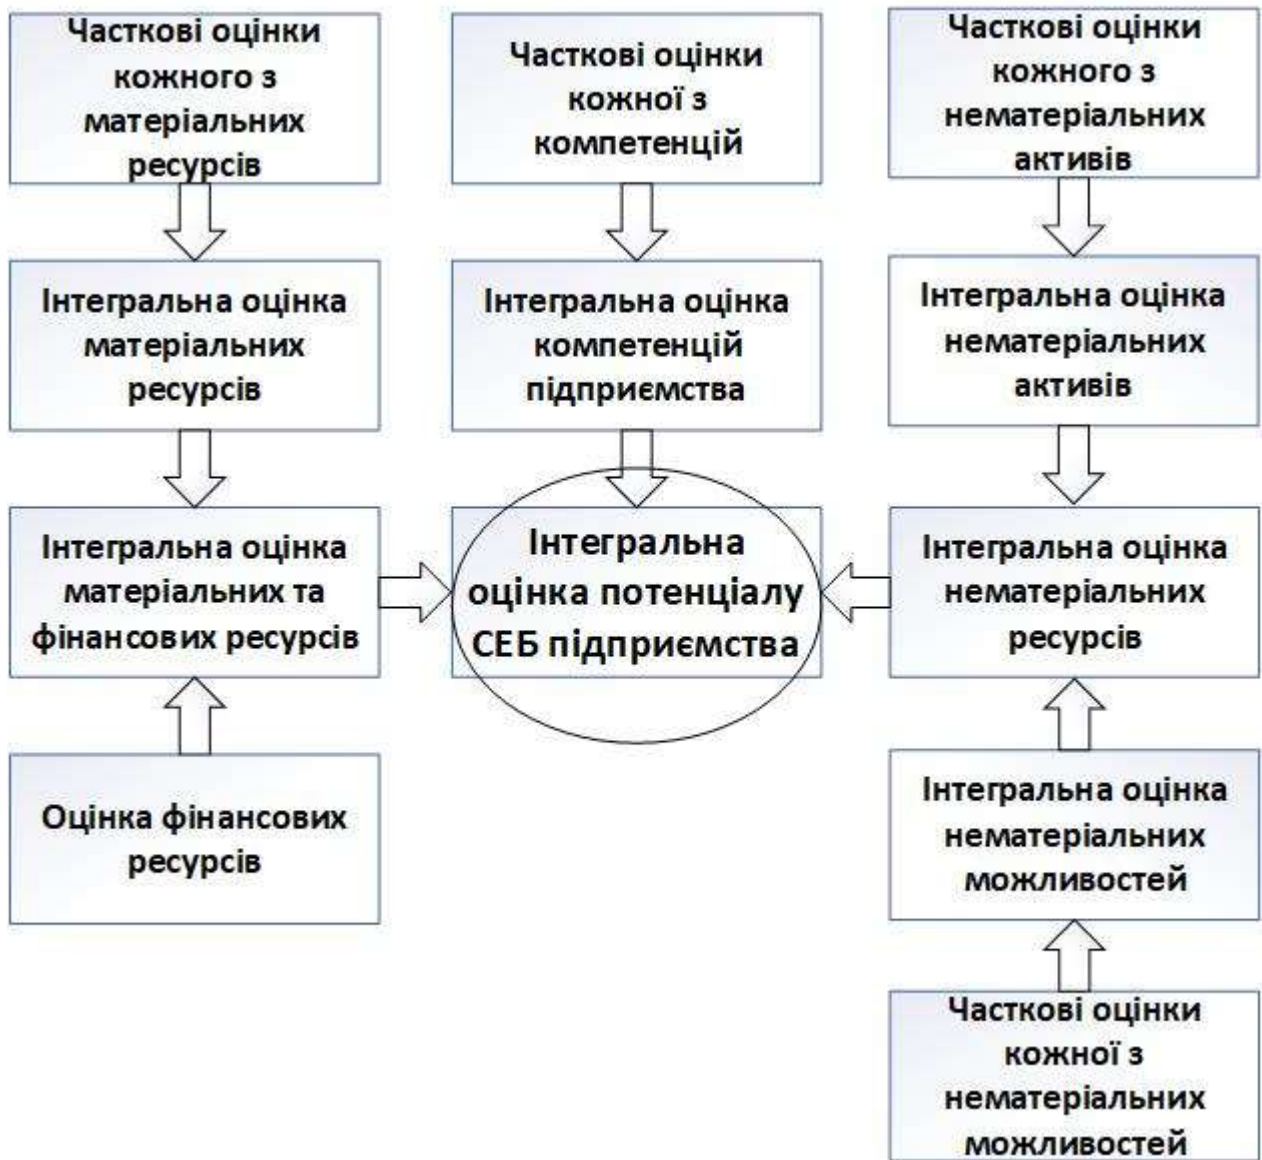 Часткові оцінки
кожного з
матеріальних
ресурсів
Часткові оцінки
кожної з
компетенцій
Часткові оцінки
кожного з
нематеріальних
активів
Інтегральна оцінка
матеріальних
ресурсів
Інтегральна оцінка
компетенцій
підприємства
Інтегральна оцінка
нематеріальних
активів
Інтегральна оцінка
матеріальних та
фінансових ресурсів
Інтегральна
оцінка потенціалу
СЕБ підприємства
Інтегральна оцінка
нематеріальних
ресурсів
Оцінка фінансових
ресурсів
Інтегральна оцінка
нематеріальних
можливостей
Часткові оцінки
кожної з
нематеріальних
можливостей